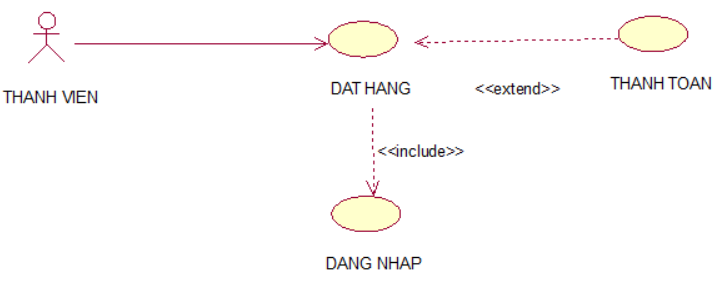 THANH VIEN
DAT HANG
<<extend>>
THANH TOAN
<<include>>
DANG NHAP